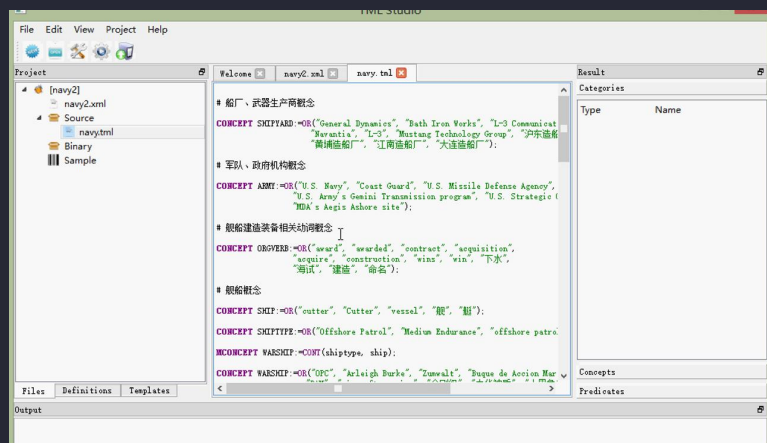 TML Studio
File Edit View Project Help
Project
Welcome navy2.xml navy.tml
Result
[navy2]
navy2.xml
Source
navy.tml
Binary
Sample
# 船厂、武器生产商概念
CONCEPT SHIPYARD:=OR("General Dynamics", "Bath Iron Works", "L-3 Communicat
"Navantia", "L-3", "Mustang Technology Group", "沪东造船
"黄埔造船厂", "江南造船厂", "大连造船厂");
# 军队、政府机构概念
CONCEPT ARMY:=OR("U.S. Navy", "Coast Guard", "U.S. Missile Defense Agency",
"U.S. Army's Gemini Transmission program", "U.S. Strategic
"MDA's Aegis Ashore site");
# 舰船建造装备相关动词概念
CONCEPT ORGVERB:=OR("award", "awarded", "contract", "acquisition",
"acquire", "construction", "wins", "win", "下水",
"海试", "建造", "命名");
# 舰船概念
CONCEPT SHIP:=OR("cutter", "Cutter", "vessel", "舰", "艇");
CONCEPT SHIPTYPE:=OR("Offshore Patrol", "Medium Endurance", "offshore patro
MCONCEPT WARSHIP:=CONT(shiptype, ship);
CONCEPT WARSHIP:=OR("OPC", "Arleigh Burke", "Zumwalt", "Buque de Accion Mar
Categories
Type Name
Concepts
Predicates
Files Definitions Templates
Output